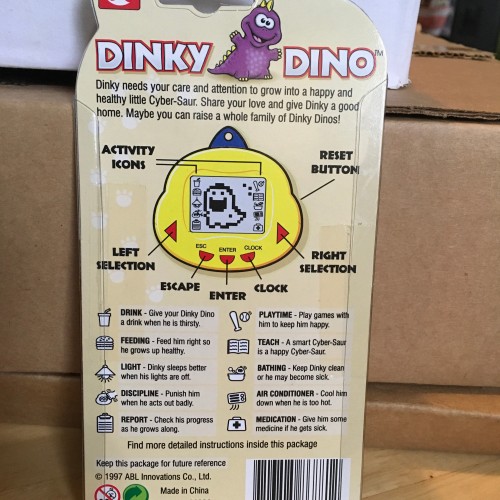 DINKY DINO™
Dinky needs your care and attention to grow into a happy and
healthy little Cyber-Saur. Share your love and give Dinky a good
home. Maybe you can raise a whole family of Dinky Dinos!
ACTIVITY
ICONS
RESET
BUTTON
ESC
ENTER
CLOCK
LEFT
SELECTION
RIGHT
SELECTION
ESCAPE
CLOCK
ENTER
DRINK - Give your Dinky Dino
a drink when he is thirsty.
FEEDING - Feed him right so
he grows up healthy.
LIGHT - Dinky sleeps better
when his lights are off.
DISCIPLINE - Punish him
when he acts out badly.
REPORT - Check his progress
as he grows along.
PLAYTIME - Play games with
him to keep him happy.
TEACH - A smart Cyber-Saur
is a happy Cyber-Saur.
BATHING - Keep Dinky clean
or he may become sick.
AIR CONDITIONER - Cool him
down when he is too hot.
MEDICATION - Give him some
medicine if he gets sick.
Find more detailed instructions inside this package
Keep this package for future reference
© 1997 ABL Innovations Co., Ltd.
Made in China